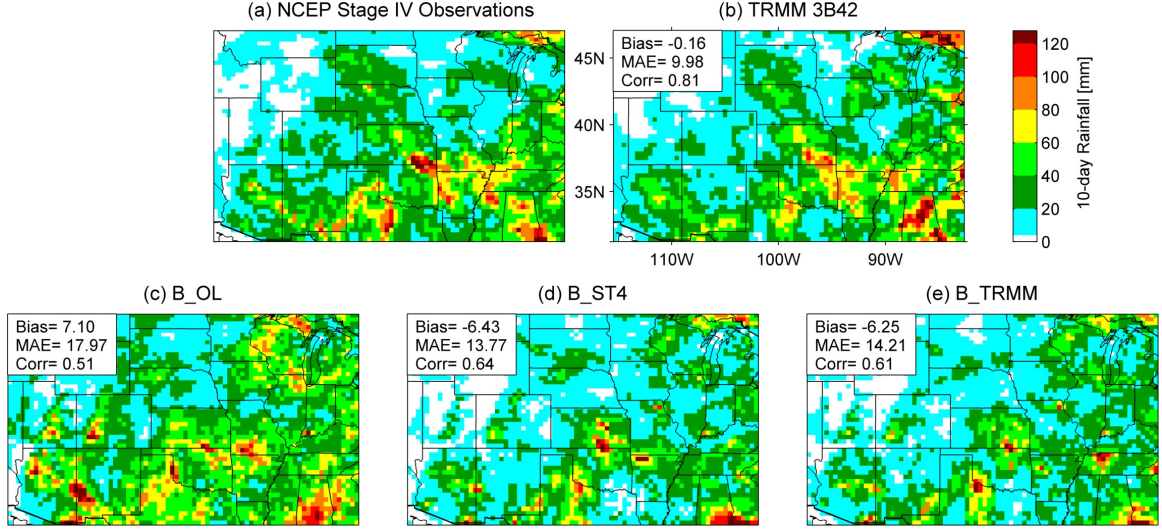 (a) NCEP Stage IV Observations
(b) TRMM 3B42
Bias= -0.16
MAE= 9.98
Corr= 0.81
45N
40N
35N
110W
100W
90W
120
100
80
60
40
20
0
10-day Rainfall [mm]
(c) B_OL
Bias= 7.10
MAE= 17.97
Corr= 0.51
(d) B_ST4
Bias= -6.43
MAE= 13.77
Corr= 0.64
(e) B_TRMM
Bias= -6.25
MAE= 14.21
Corr= 0.61